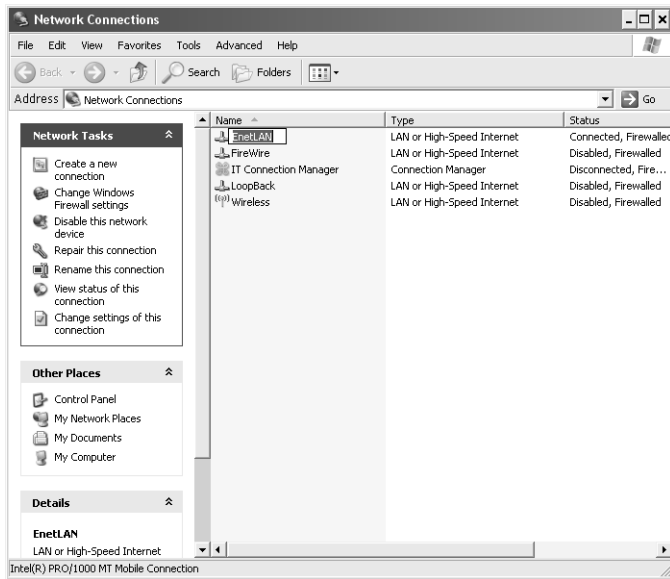 Network Connections
File Edit View Favorites Tools Advanced Help
Back Search Folders
Address Network Connections Go
Network Tasks
Create a new
connection
Change Windows
Firewall settings
Disable this network
device
Repair this connection
Rename this connection
View status of this
connection
Change settings of this
connection
Other Places
Control Panel
My Network Places
My Documents
My Computer
Details
EnetLAN
LAN or High-Speed Internet
Name Type Status
EnetLAN LAN or High-Speed Internet Connected, Firewalled
FireWire LAN or High-Speed Internet Disabled, Firewalled
IT Connection Manager Connection Manager Disconnected, Fire...
LoopBack LAN or High-Speed Internet Disabled, Firewalled
Wireless LAN or High-Speed Internet Disabled, Firewalled
Intel(R) PRO/1000 MT Mobile Connection